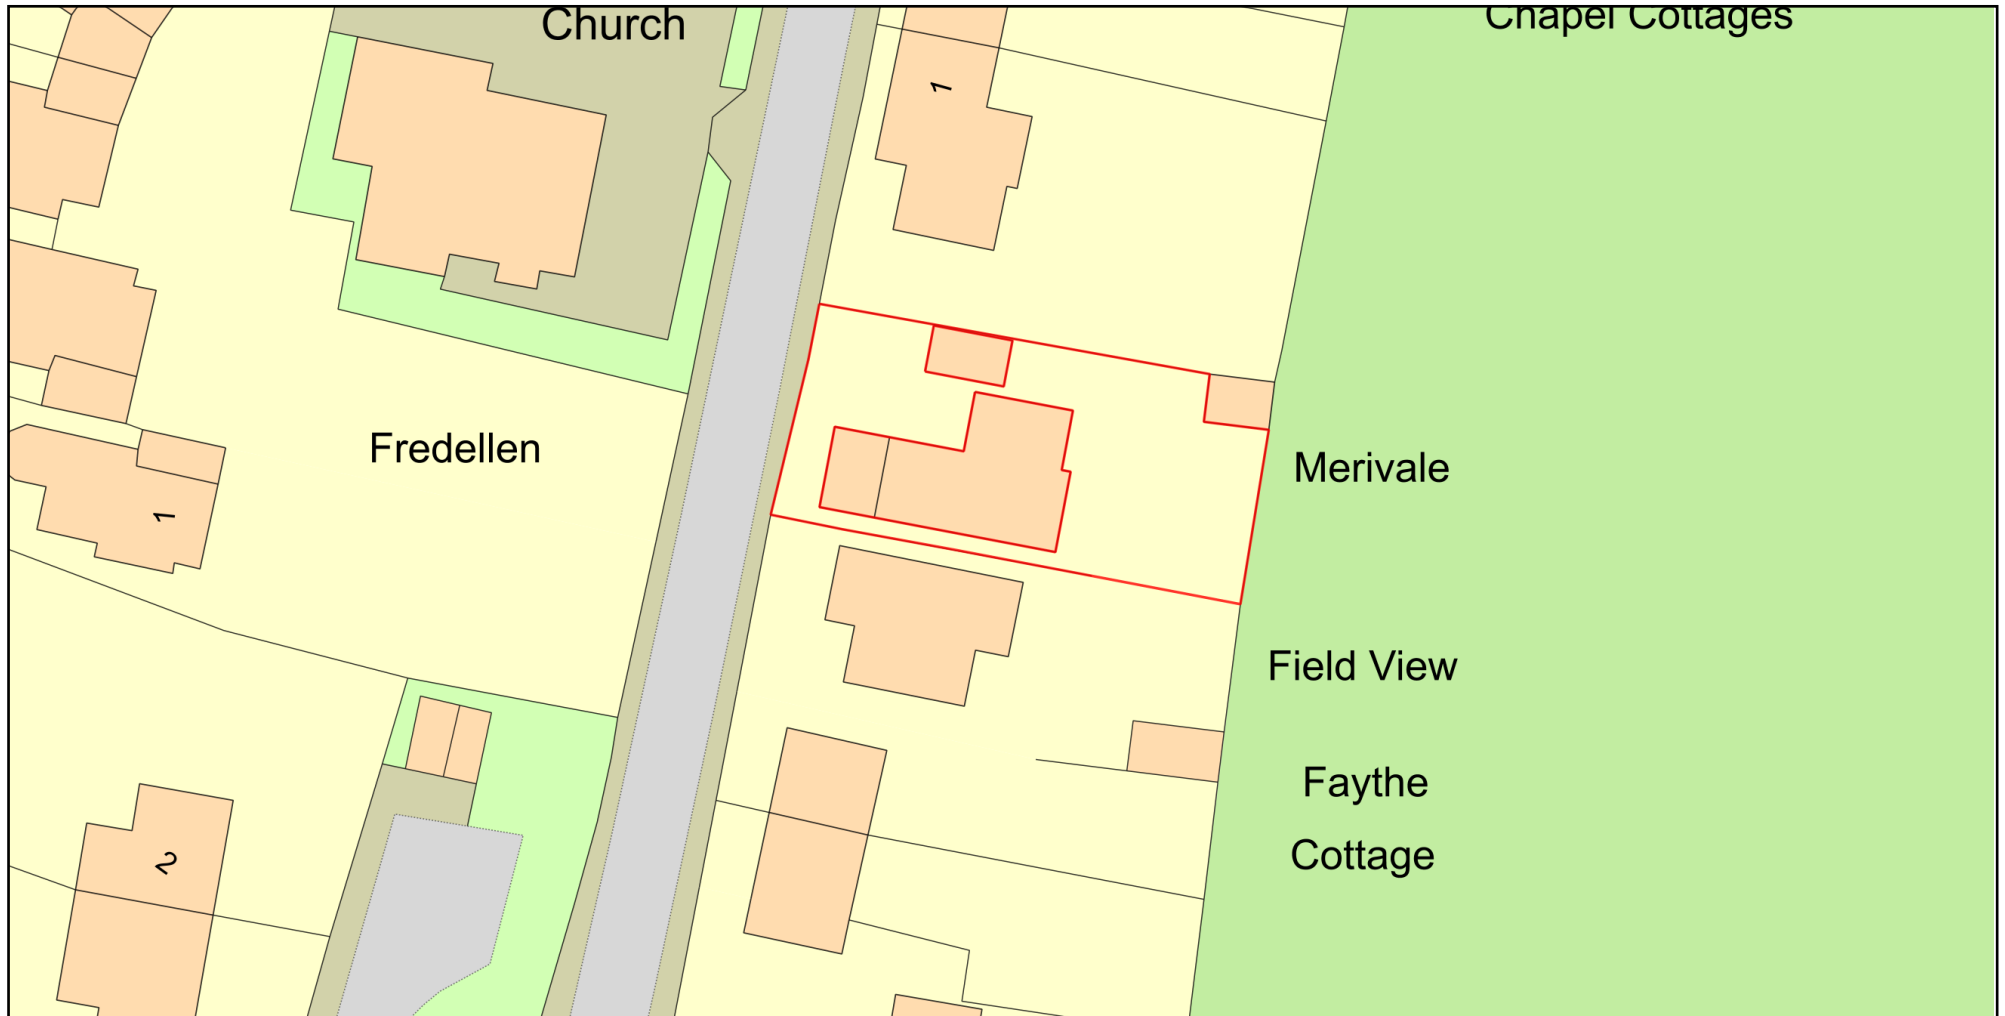 Church
Chapel Cottages
1
Fredellen
Merivale
1
Field View
Faythe
Cottage
2